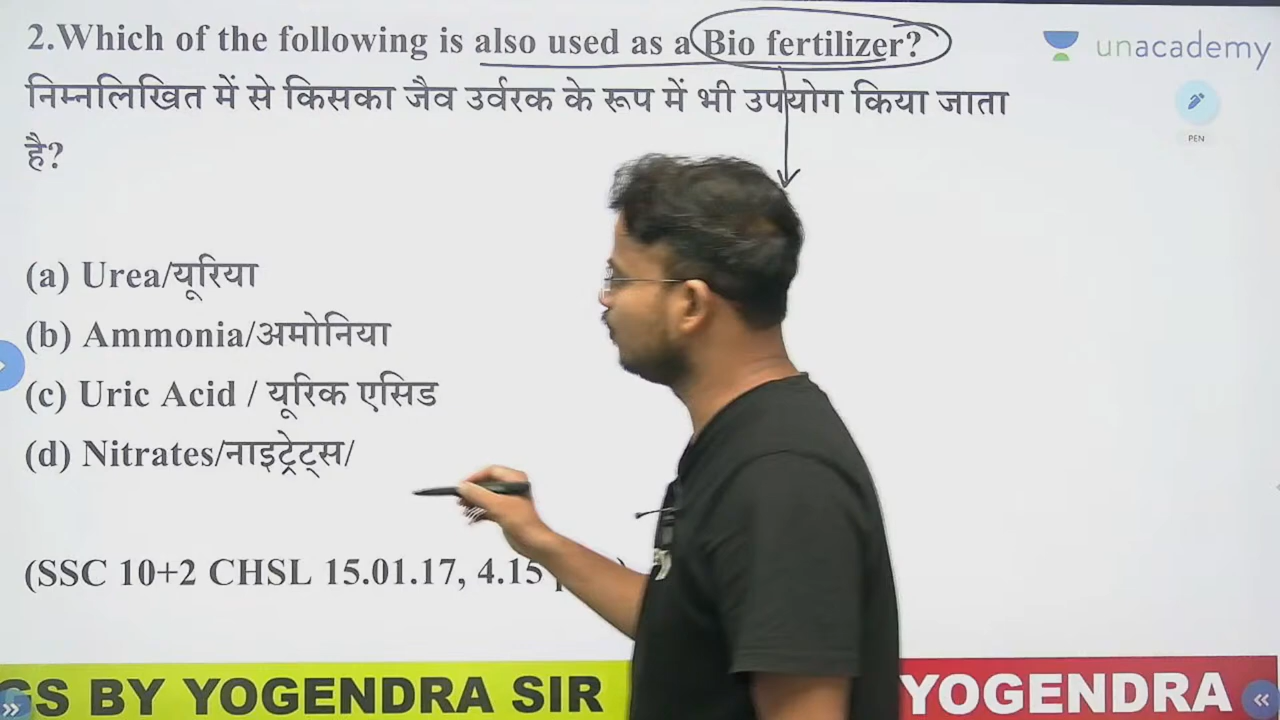 2.Which of the following is also used as a Bio fertilizer?
unacademy
निम्नलिखित में से किसका जैव उर्वरक के रूप में भी उपयोग किया जाता
है?
PEN
(a) Urea/यूरिया
(b) Ammonia/अमोनिया
(c) Uric Acid / यूरिक एसिड
(d) Nitrates/नाइट्रेट्स/
(SSC 10+2 CHSL 15.01.17, 4.15
GS BY YOGENDRA SIR
YOGENDRA